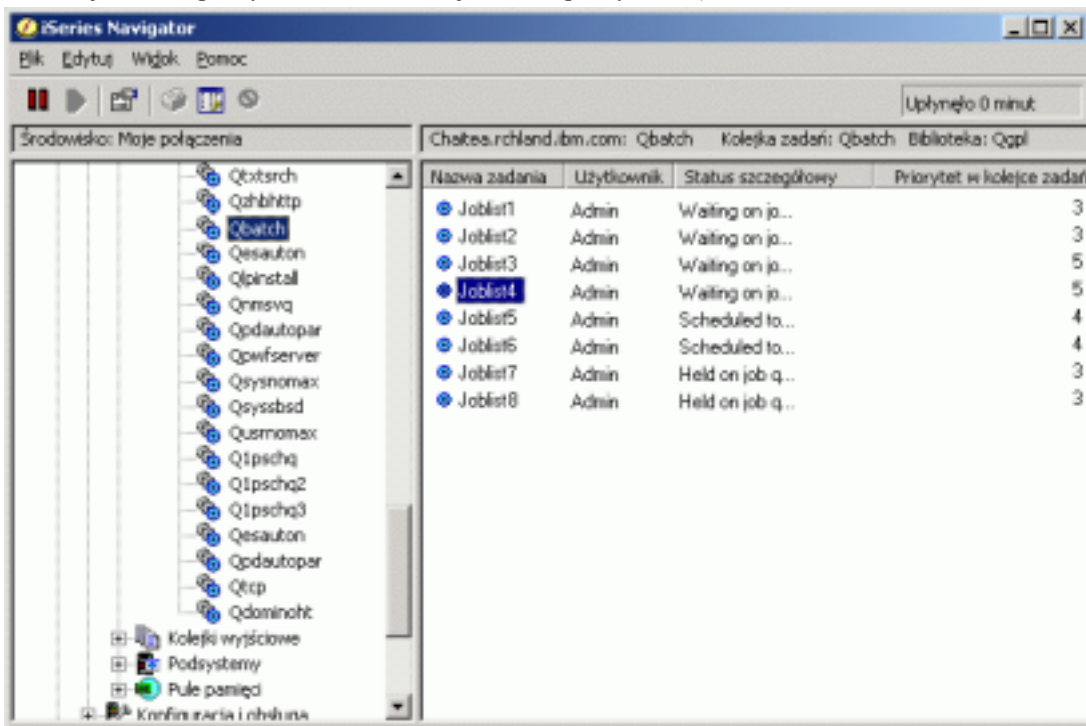 iSeries Navigator
Plik Edytuj Widok Pomoc
Upłynęło 0 minut
Środowisko: Moje połączenia
Chatea.rchland.ibm.com: Qbatch Kolejka zadań: Qbatch Biblioteka: Qgpl
Nazwa zadania Użytkownik Status szczegółowy Priorytet w kolejce zadań
Joblist1 Admin Waiting on jo... 3
Joblist2 Admin Waiting on jo... 3
Joblist3 Admin Waiting on jo... 5
Joblist4 Admin Waiting on jo... 5
Joblist5 Admin Scheduled to... 4
Joblist6 Admin Scheduled to... 4
Joblist7 Admin Held on job q... 3
Joblist8 Admin Held on job q... 3
Qtxtsrch
Qzhbhttp
Qbatch
Qesauton
Qlpinstall
Qnmsvq
Qpdautopar
Qpwfserver
Qsysnomax
Qsyssbsd
Qusrnomax
Q1pschq
Q1pschq2
Q1pschq3
Qesauton
Qpdautopar
Qtcp
Qdominoht
Kolejki wyjściowe
Podsystemy
Pule pamięci
Konfiguracja i obsługa